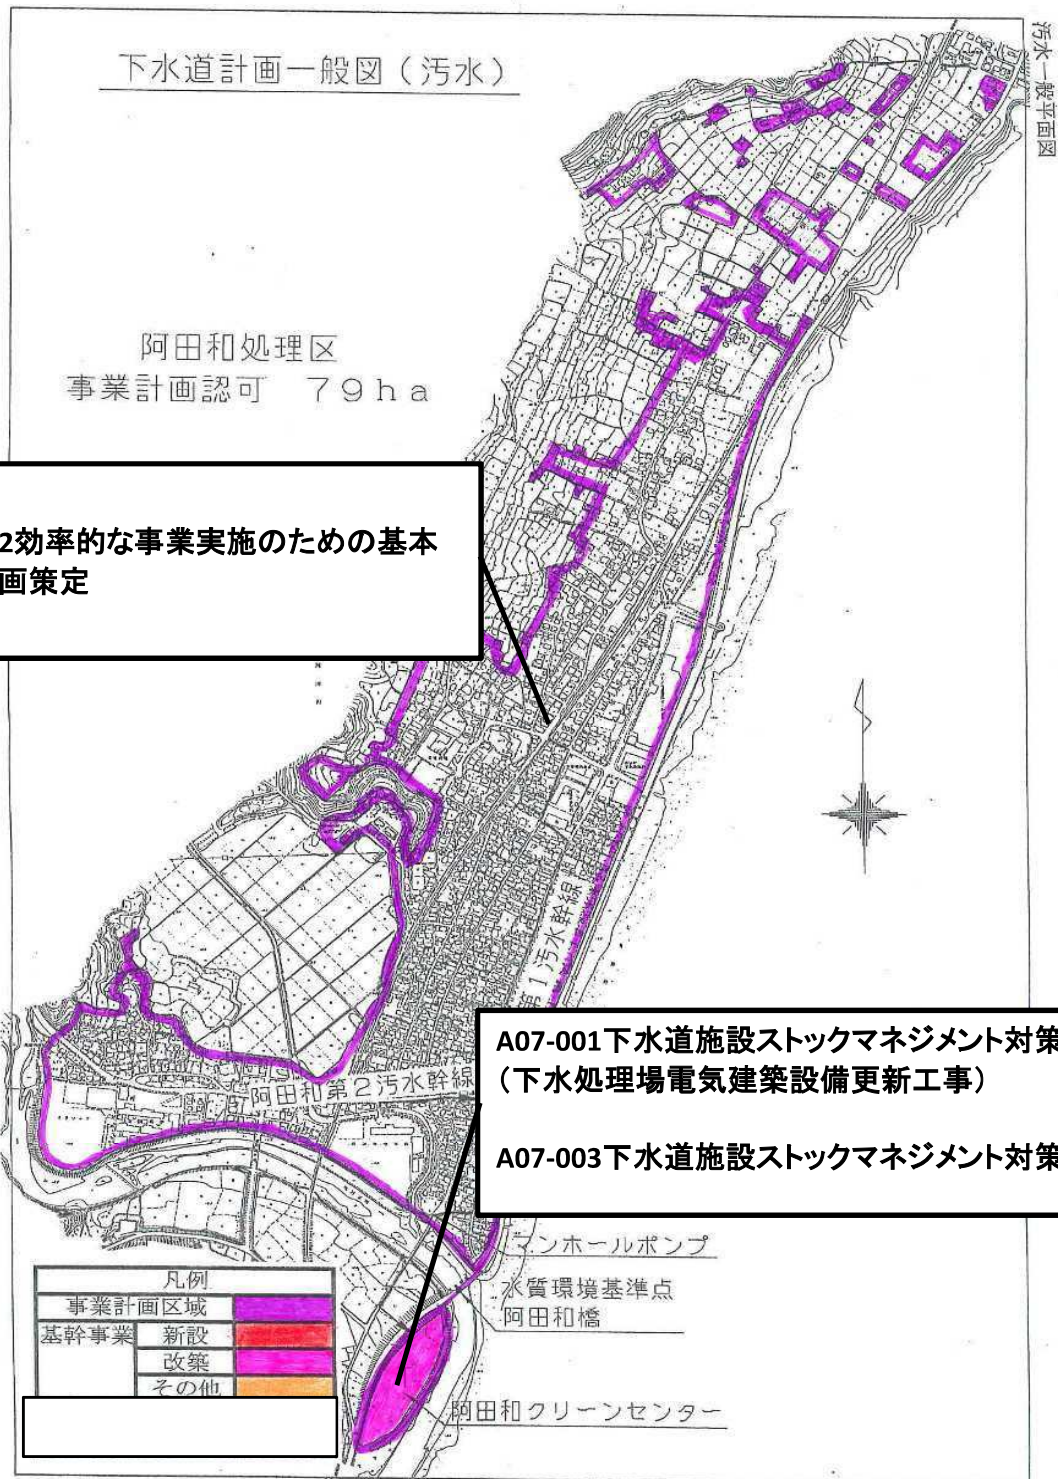 下水道計画一般図（汚水）
汚水一般平面図
阿田和処理区
事業計画認可　79ha
2効率的な事業実施のための基本
画策定
第1汚水幹線
A07-001下水道施設ストックマネジメント対策
（下水処理場電気建築設備更新工事）
A07-003下水道施設ストックマネジメント対策
阿田和第2汚水幹線
マンホールポンプ
水質環境基準点
阿田和橋
阿田和クリーンセンター
凡例
事業計画区域
基幹事業 新設
改築
その他